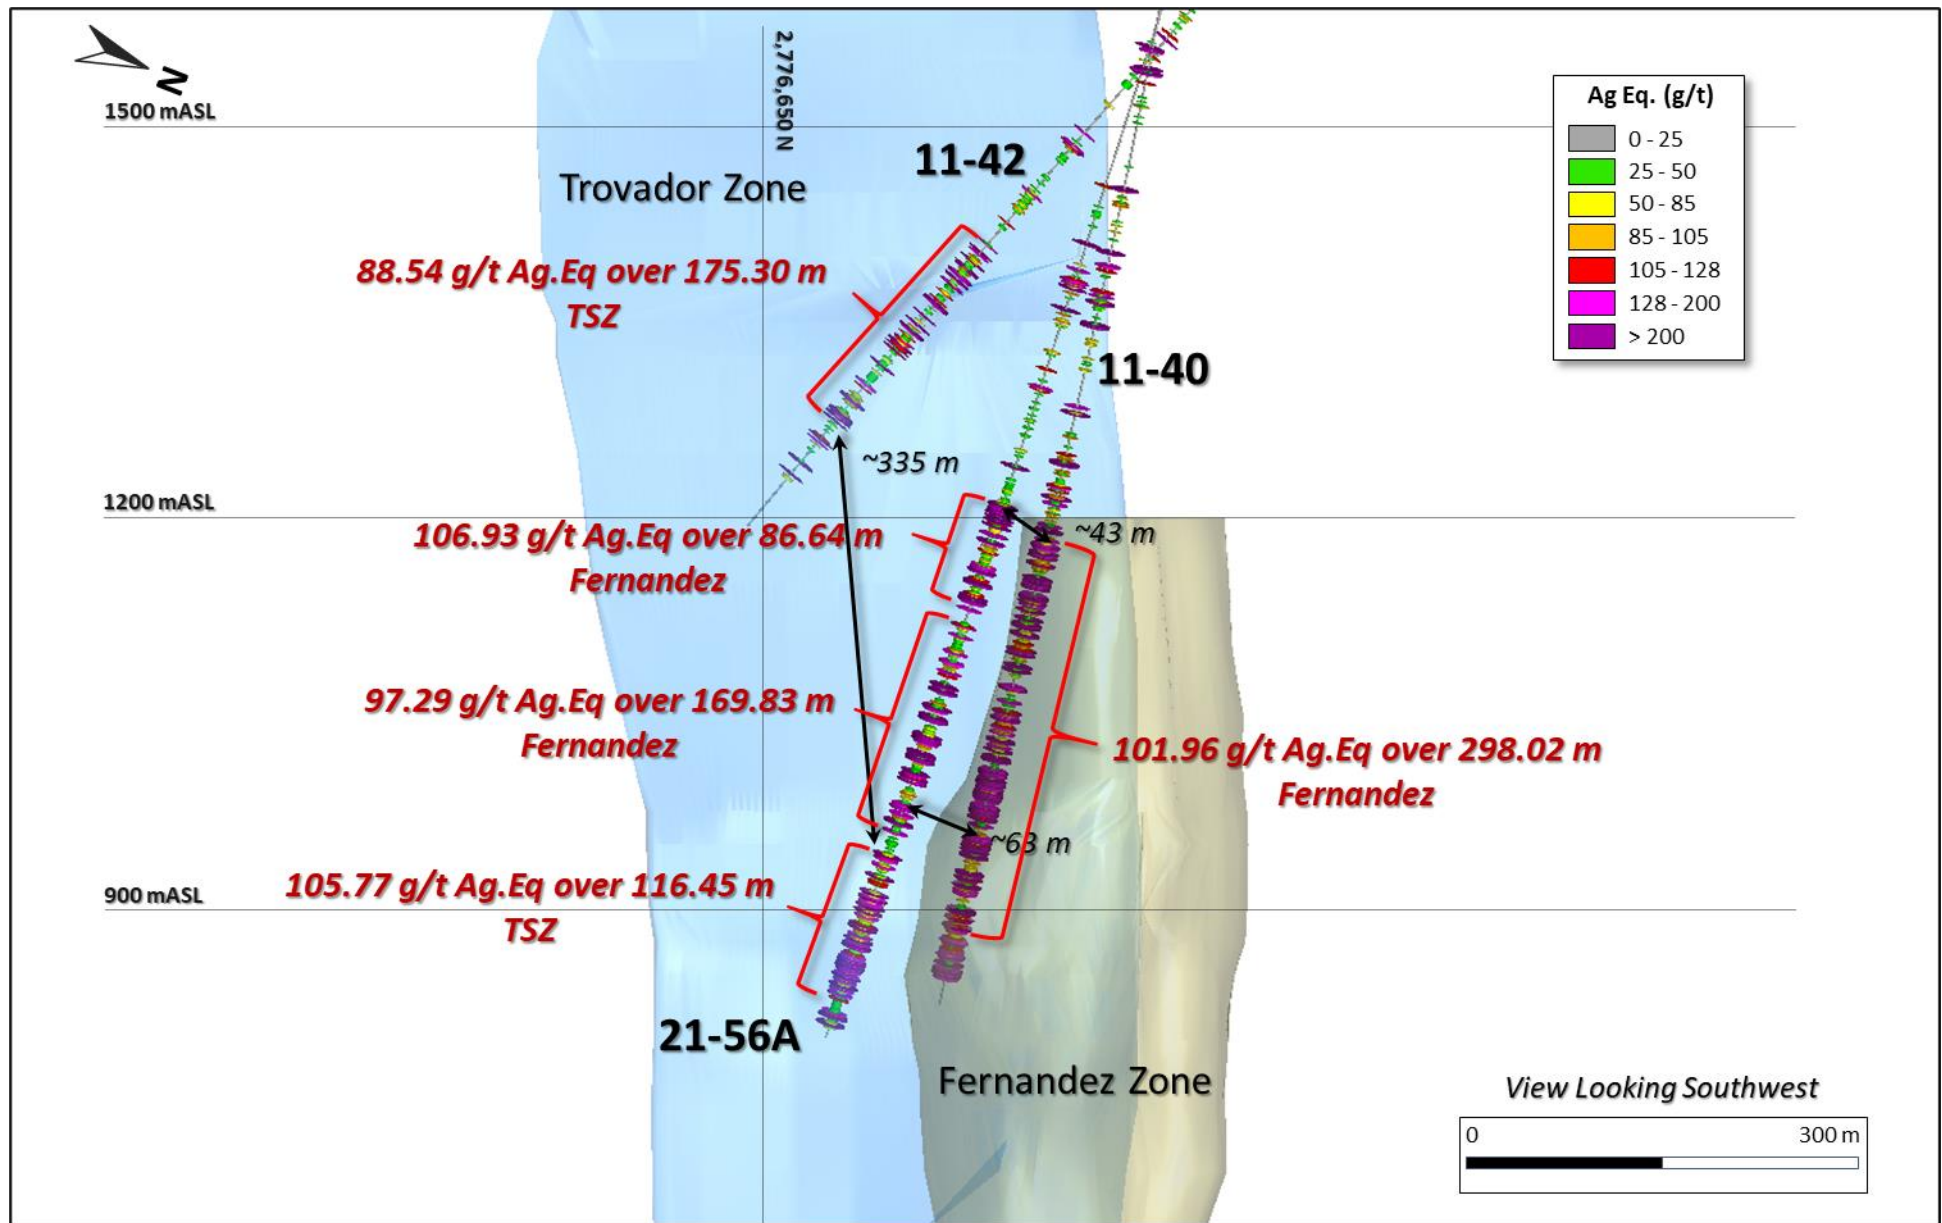 N
1500 mASL
2,776,650 N
11-42
Trovador Zone
88.54 g/t Ag.Eq over 175.30 m
TSZ
Ag Eq. (g/t)
0 - 25
25 - 50
50 - 85
85 - 105
105 - 128
128 - 200
> 200
11-40
~335 m
1200 mASL
106.93 g/t Ag.Eq over 86.64 m
Fernandez
~43 m
97.29 g/t Ag.Eq over 169.83 m
Fernandez
101.96 g/t Ag.Eq over 298.02 m
Fernandez
~63 m
900 mASL
105.77 g/t Ag.Eq over 116.45 m
TSZ
21-56A
Fernandez Zone
View Looking Southwest
0 300 m